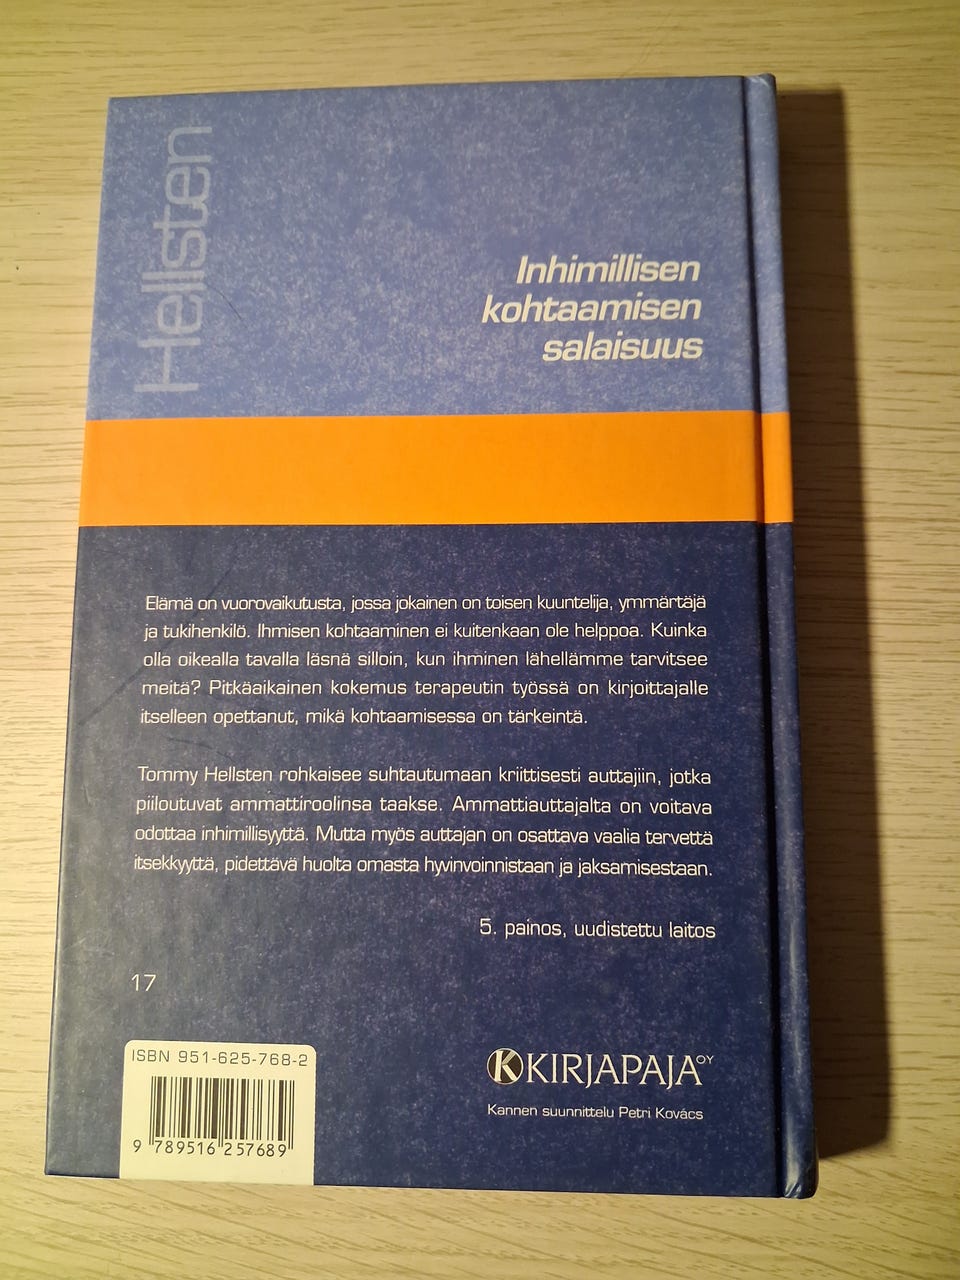 Hellsten
Inhimillisen
kohtaamisen
salaisuus
Elämä on vuorovaikutusta, jossa jokainen on toisen kuuntelija, ymmärtäjä
ja tukihenkilö. Ihmisen kohtaaminen ei kuitenkaan ole helppoa. Kuinka
olla oikealla tavalla läsnä silloin, kun ihminen lähellämme tarvitsee
meitä? Pitkäaikainen kokemus terapeutin työssä on kirjoittajalle
itselleen opettanut, mikä kohtaamisessa on tärkeintä.
Tommy Hellsten rohkaisee suhtautumaan kriittisesti auttajiin, jotka
piiloutuvat ammattiroolinsa taakse. Ammattiauttajalta on voitava
odottaa inhimillisyyttä. Mutta myös auttajan on osattava vaalia tervettä
itsekkyyttä, pidettävä huolta omasta hyvinvoinnistaan ja jaksamisestaan.
5. painos, uudistettu laitos
17
ISBN 951-625-768-2
9 789516 257689
K KIRJAPAJA OY
Kannen suunnittelu Petri Kovács